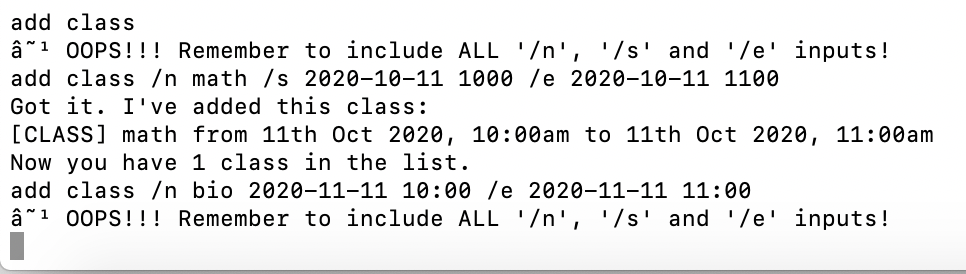 add class
â˜¹ OOPS!!! Remember to include ALL '/n', '/s' and '/e' inputs!
add class /n math /s 2020-10-11 1000 /e 2020-10-11 1100
Got it. I've added this class:
[CLASS] math from 11th Oct 2020, 10:00am to 11th Oct 2020, 11:00am
Now you have 1 class in the list.
add class /n bio 2020-11-11 10:00 /e 2020-11-11 11:00
â˜¹ OOPS!!! Remember to include ALL '/n', '/s' and '/e' inputs!